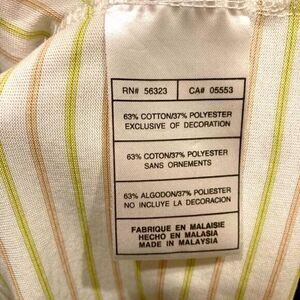 RN# 56323 CA# 05553
63% COTTON/37% POLYESTER
EXCLUSIVE OF DECORATION
63% COTON/37% POLYESTER
SANS ORNEMENTS
63% ALGODON/37% POLIESTER
NO INCLUYE LA DECORACION
FABRIQUE EN MALAISIE
HECHO EN MALASIA
MADE IN MALAYSIA